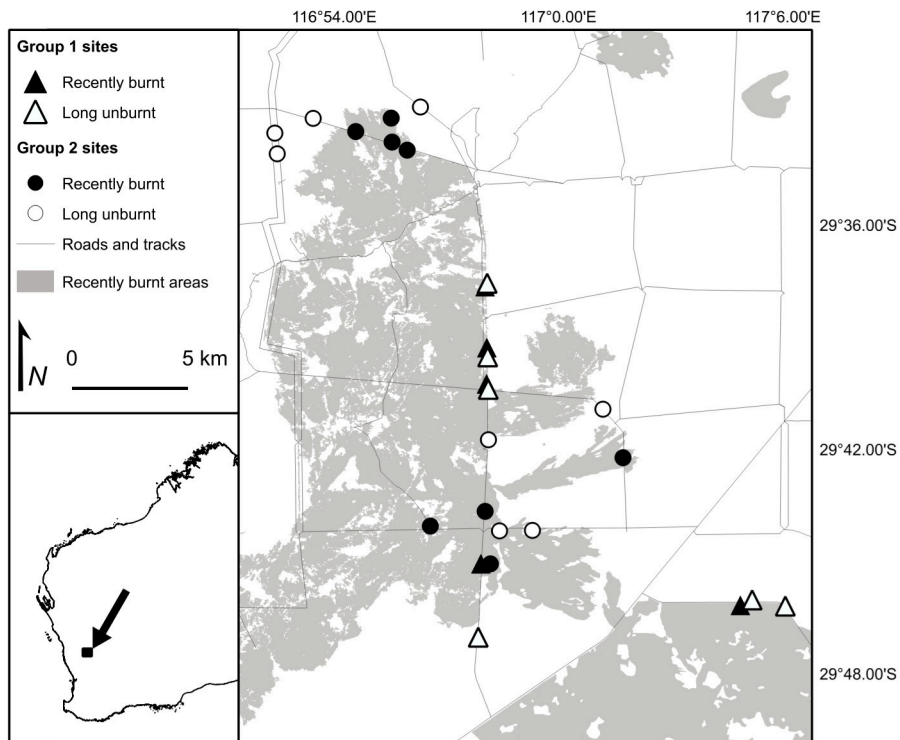 116°54.00'E 117°0.00'E 117°6.00'E
Group 1 sites
Recently burnt
Long unburnt
Group 2 sites
Recently burnt
Long unburnt
Roads and tracks
Recently burnt areas
N 0 5 km
29°36.00'S
29°42.00'S
29°48.00'S